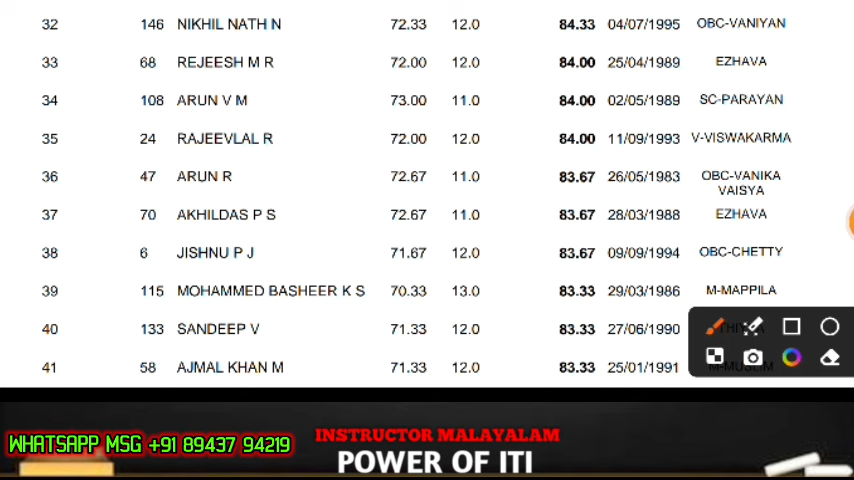 32 146 NIKHIL NATH N 72.33 12.0 84.33 04/07/1995 OBC-VANIYAN
33 68 REJEESH M R 72.00 12.0 84.00 25/04/1989 EZHAVA
34 108 ARUN V M 73.00 11.0 84.00 02/05/1989 SC-PARAYAN
35 24 RAJEEVLAL R 72.00 12.0 84.00 11/09/1993 V-VISWAKARMA
36 47 ARUN R 72.67 11.0 83.67 26/05/1983 OBC-VANIKA
VAISYA
37 70 AKHILDAS P S 72.67 11.0 83.67 28/03/1988 EZHAVA
38 6 JISHNU P J 71.67 12.0 83.67 09/09/1994 OBC-CHETTY
39 115 MOHAMMED BASHEER K S 70.33 13.0 83.33 29/03/1986 M-MAPPILA
40 133 SANDEEP V 71.33 12.0 83.33 27/06/1990
41 58 AJMAL KHAN M 71.33 12.0 83.33 25/01/1991 M-MUSLIM
INSTRUCTOR MALAYALAM
WHATSAPP MSG +91 89437 94219
POWER OF ITI